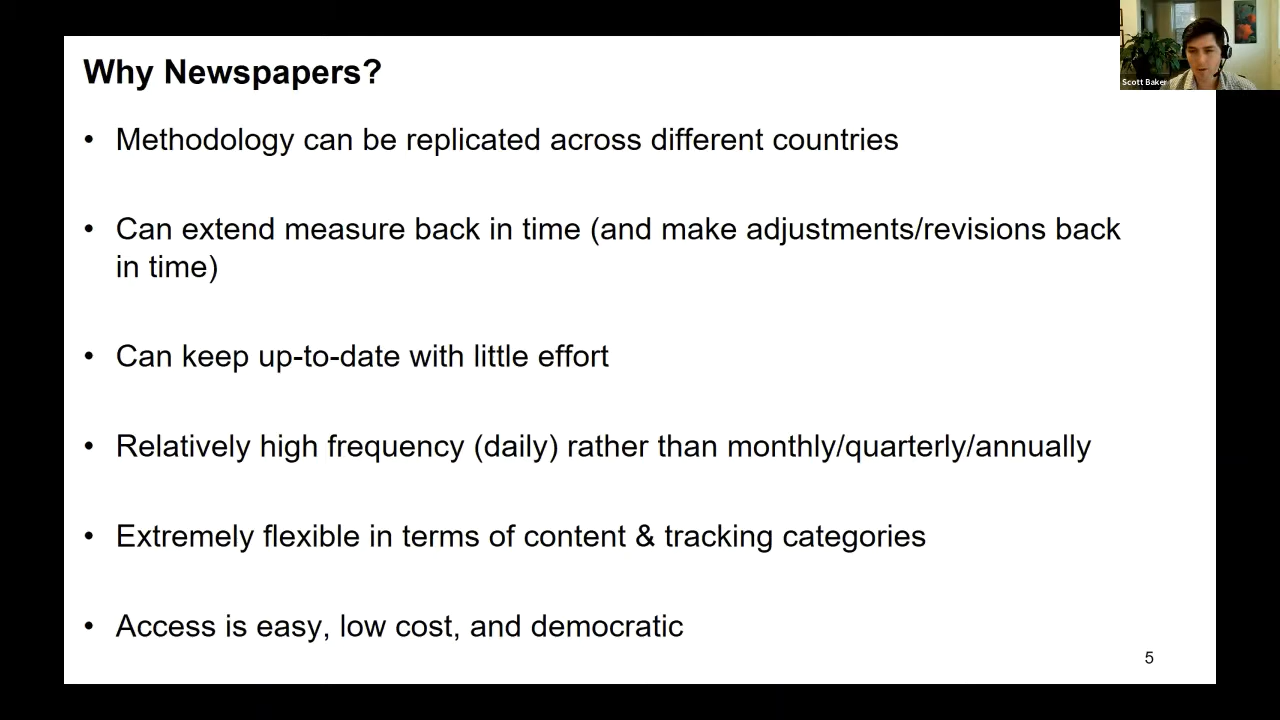 Why Newspapers?
Scott Baker
• Methodology can be replicated across different countries
• Can extend measure back in time (and make adjustments/revisions back
in time)
• Can keep up-to-date with little effort
• Relatively high frequency (daily) rather than monthly/quarterly/annually
• Extremely flexible in terms of content & tracking categories
• Access is easy, low cost, and democratic
5